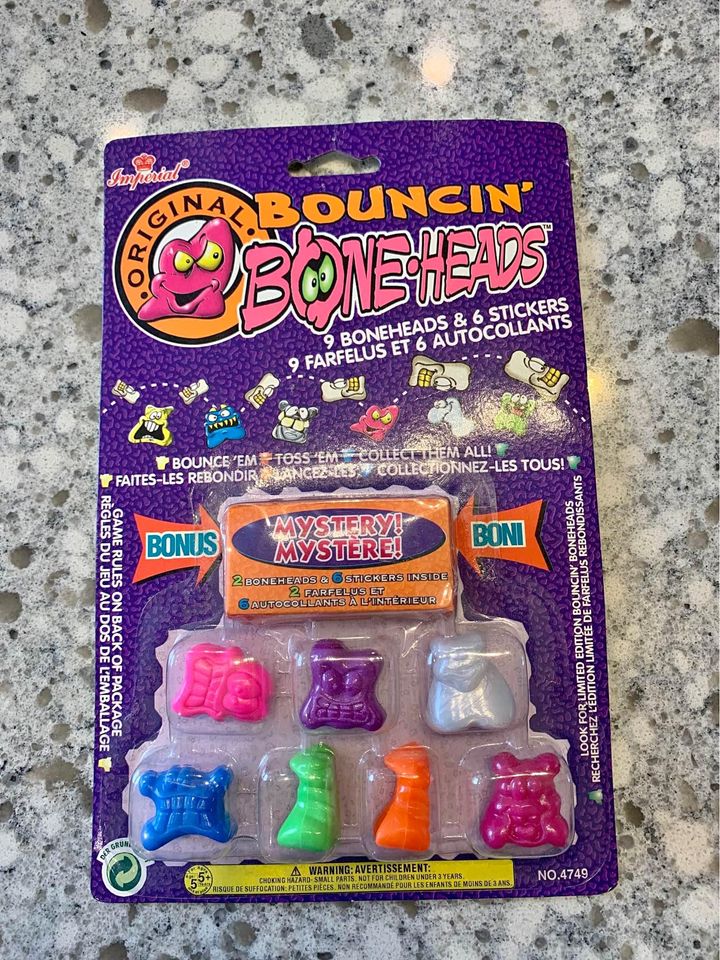 Imperial®
·ORIGINAL·
BOUNCIN'
BONE·HEADS™
9 BONEHEADS & 6 STICKERS
9 FARFELUS ET 6 AUTOCOLLANTS
BOUNCE 'EM TOSS 'EM COLLECT THEM ALL!
FAITES-LES REBONDIR LANCEZ-LES COLLECTIONNEZ-LES TOUS!
GAME RULES ON BACK OF PACKAGE
RÈGLES DU JEU AU DOS DE L'EMBALLAGE
BONUS
MYSTERY!
MYSTÈRE!
2 BONEHEADS & 6 STICKERS INSIDE
2 FARFELUS ET
6 AUTOCOLLANTS À L'INTÉRIEUR
BONI
LOOK FOR LIMITED EDITION BOUNCIN' BONEHEADS
RECHERCHEZ L'ÉDITION LIMITÉE DE FARFELUS REBONDISSANTS
DER GRÜNE
5+
5
WARNING: AVERTISSEMENT:
CHOKING HAZARD- SMALL PARTS. NOT FOR CHILDREN UNDER 3 YEARS.
RISQUE DE SUFFOCATION: PETITES PIÈCES. NON RECOMMANDÉ POUR LES ENFANTS DE MOINS DE 3 ANS.
NO.4749